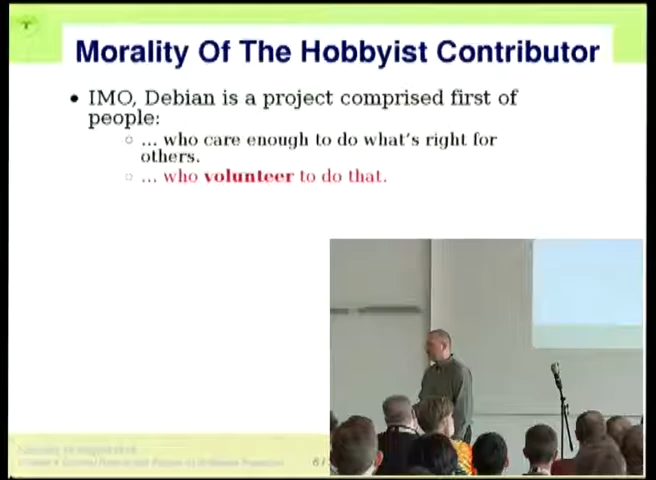 Morality Of The Hobbyist Contributor
• IMO, Debian is a project comprised first of
people:
◦ ... who care enough to do what's right for
others.
◦ ... who volunteer to do that.